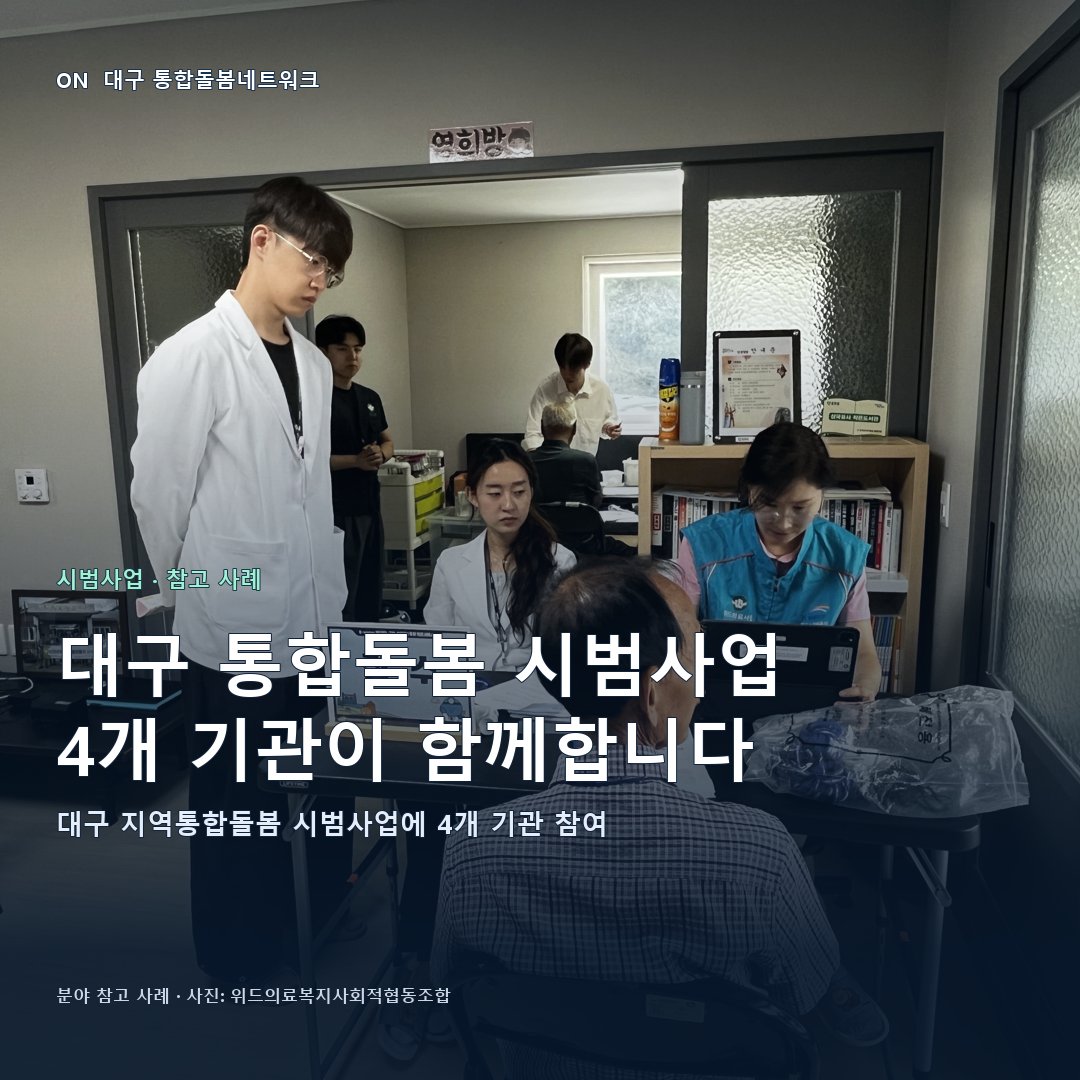 ON 대구 통합돌봄네트워크
영희방
시범사업 · 참고 사례
대구 통합돌봄 시범사업
4개 기관이 함께합니다
대구 지역통합돌봄 시범사업에 4개 기관 참여
분야 참고 사례 · 사진: 위드의료복지사회적협동조합